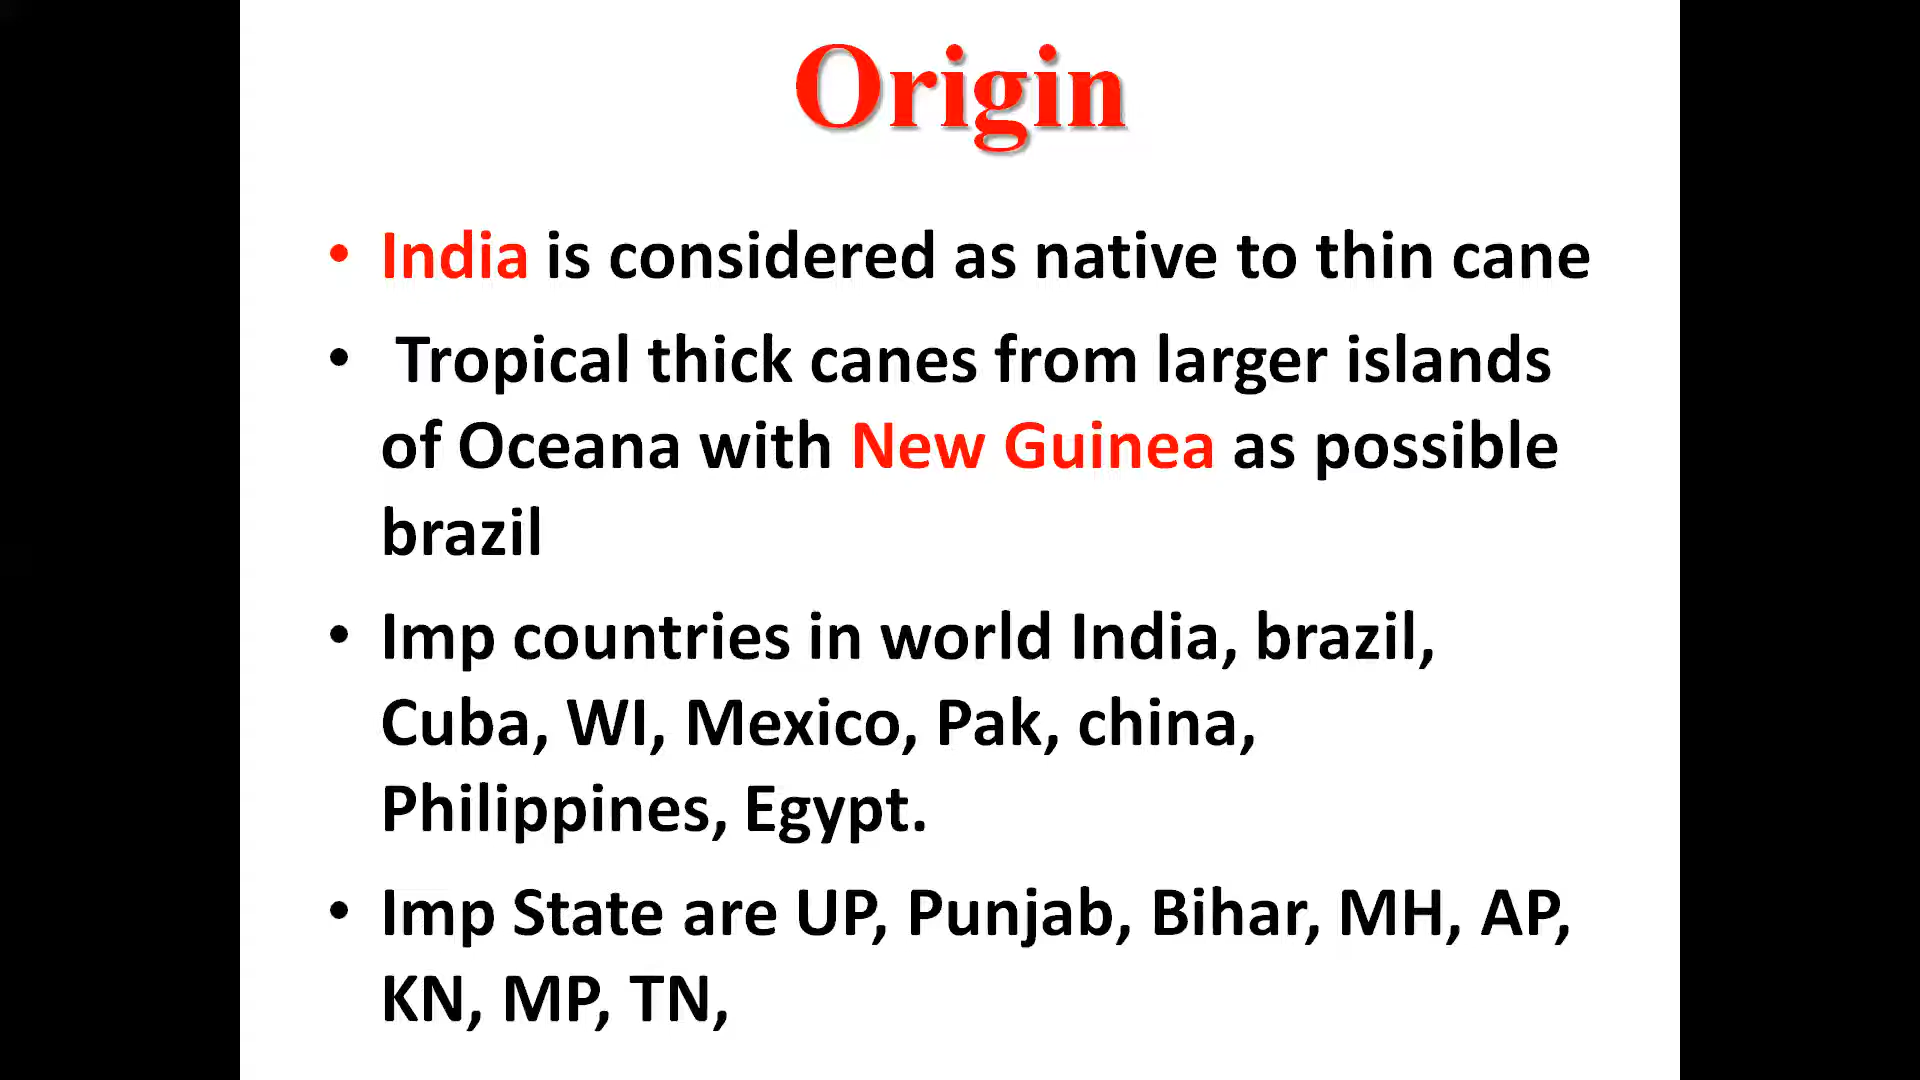 Origin
• India is considered as native to thin cane
• Tropical thick canes from larger islands
of Oceana with New Guinea as possible
brazil
• Imp countries in world India, brazil,
Cuba, WI, Mexico, Pak, china,
Philippines, Egypt.
• Imp State are UP, Punjab, Bihar, MH, AP,
KN, MP, TN,